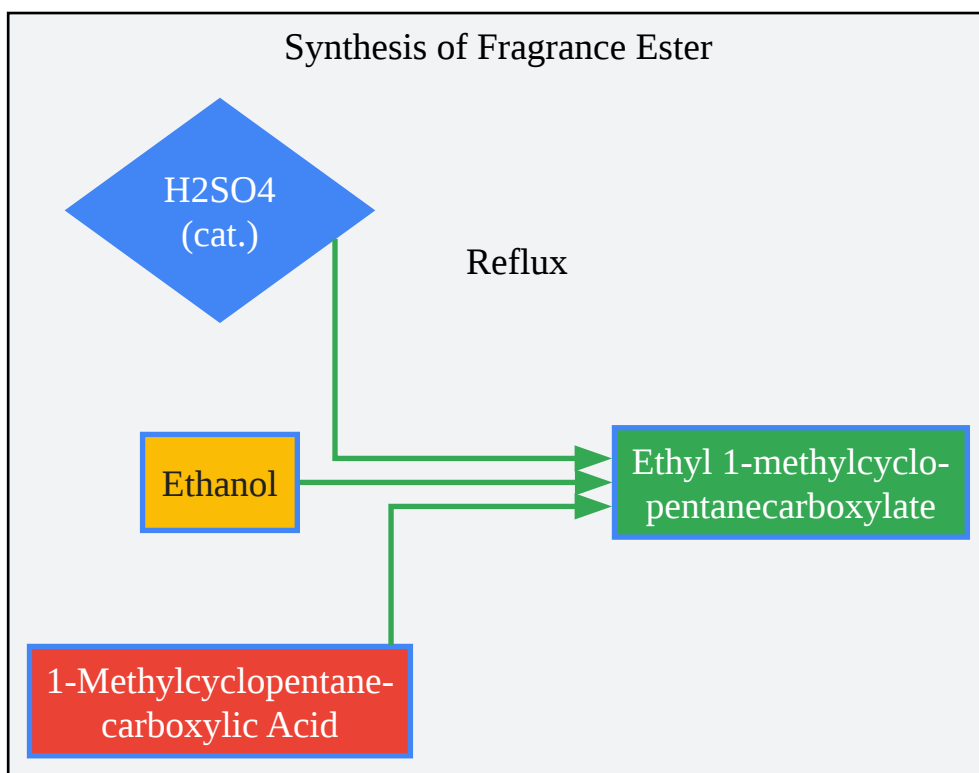 Synthesis of Fragrance Ester
H2SO4
(cat.)
Reflux
Ethanol
Ethyl 1-methylcyclo-
pentanecarboxylate
1-Methylcyclopentane-
carboxylic Acid